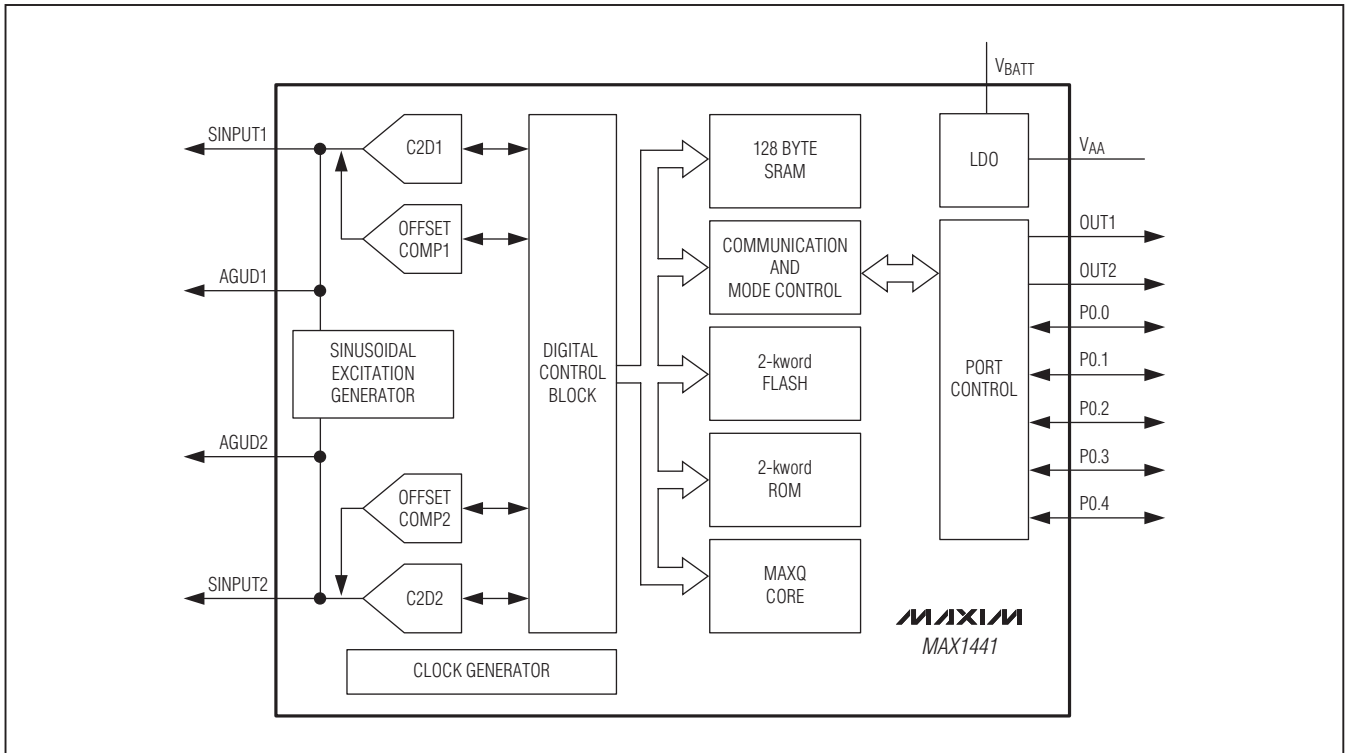 VBATT
SINPUT1
C2D1
128 BYTE
SRAM
LDO
VAA
OFFSET
COMP1
COMMUNICATION
AND
MODE CONTROL
OUT1
OUT2
AGUD1
P0.0
SINUSOIDAL
EXCITATION
GENERATOR
DIGITAL
CONTROL
BLOCK
2-kword
FLASH
PORT
CONTROL
P0.1
P0.2
AGUD2
P0.3
OFFSET
COMP2
2-kword
ROM
P0.4
SINPUT2
C2D2
MAXQ
CORE
MAXIM
MAX1441
CLOCK GENERATOR